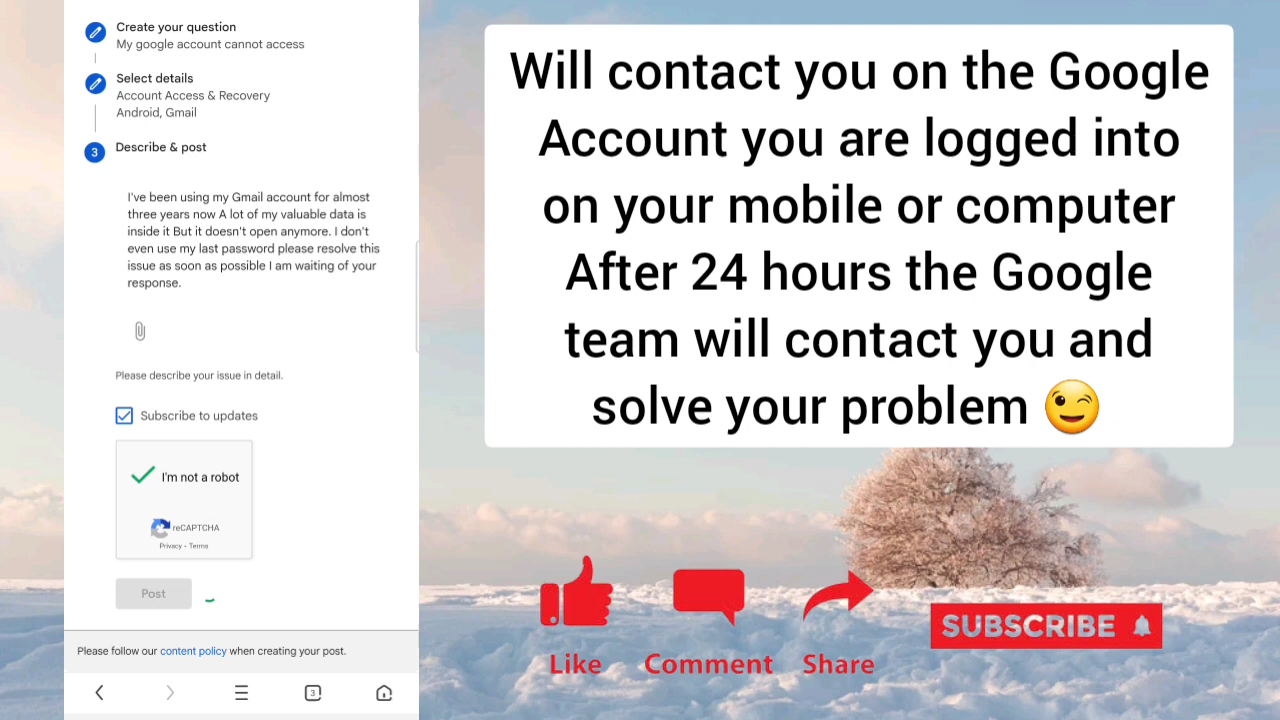 Create your question
My google account cannot access
Select details
Account Access & Recovery
Android, Gmail
3
Describe & post
I've been using my Gmail account for almost
three years now A lot of my valuable data is
inside it But it doesn't open anymore. I don't
even use my last password please resolve this
issue as soon as possible I am waiting of your
response.
Please describe your issue in detail.
Subscribe to updates
I'm not a robot
reCAPTCHA
Privacy - Terms
Post
Please follow our content policy when creating your post.
3
Will contact you on the Google
Account you are logged into
on your mobile or computer
After 24 hours the Google
team will contact you and
solve your problem 😉
Like
Comment
Share
SUBSCRIBE